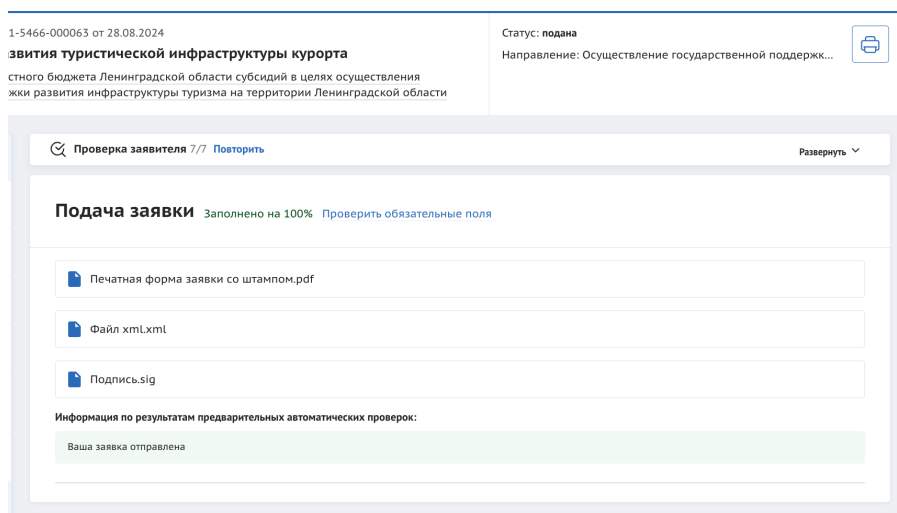 1-5466-000063 от 28.08.2024
звития туристической инфраструктуры курорта
стного бюджета Ленинградской области субсидий в целях осуществления
жки развития инфраструктуры туризма на территории Ленинградской области
Статус: подана
Направление: Осуществление государственной поддержк...
Проверка заявителя 7/7 Повторить
Развернуть
Подача заявки Заполнено на 100% Проверить обязательные поля
Печатная форма заявки со штампом.pdf
Файл xml.xml
Подпись.sig
Информация по результатам предварительных автоматических проверок:
Ваша заявка отправлена